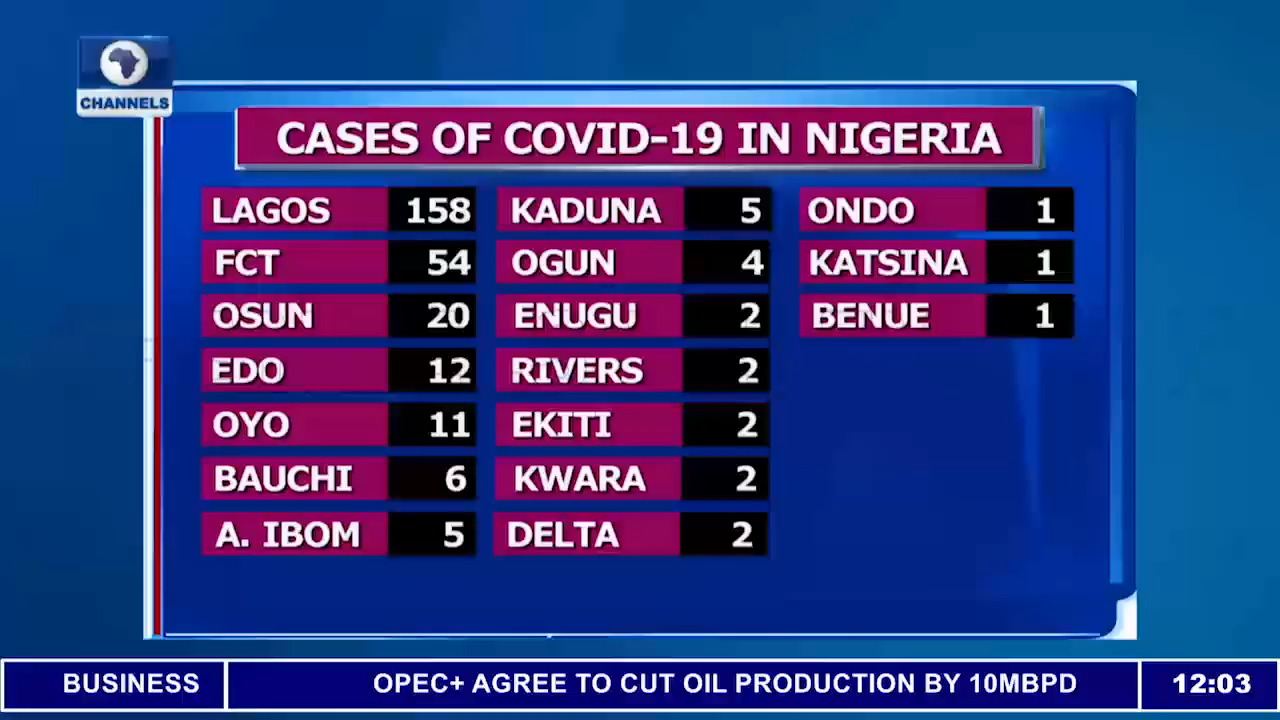 CHANNELS
CASES OF COVID-19 IN NIGERIA
LAGOS 158
FCT 54
OSUN 20
EDO 12
OYO 11
BAUCHI 6
A. IBOM 5
KADUNA 5
OGUN 4
ENUGU 2
RIVERS 2
EKITI 2
KWARA 2
DELTA 2
ONDO 1
KATSINA 1
BENUE 1
BUSINESS
OPEC+ AGREE TO CUT OIL PRODUCTION BY 10MBPD
12:03